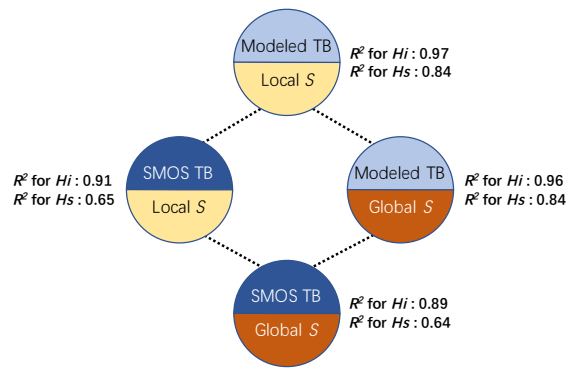 Modeled TB
Local S
R² for Hi : 0.97
R² for Hs : 0.84
R² for Hi : 0.91
R² for Hs : 0.65
SMOS TB
Local S
Modeled TB
Global S
R² for Hi : 0.96
R² for Hs : 0.84
SMOS TB
Global S
R² for Hi : 0.89
R² for Hs : 0.64